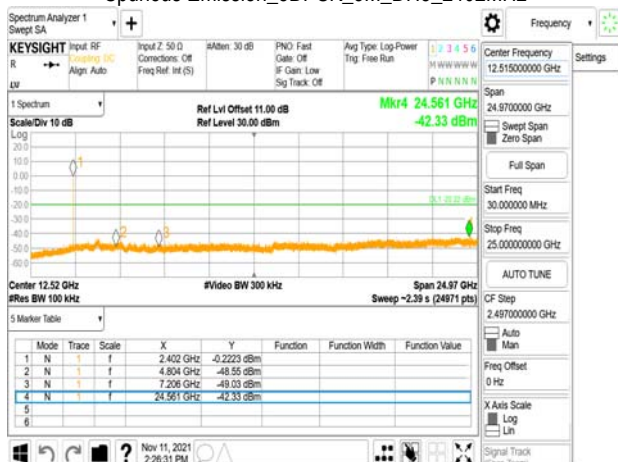 Spectrum Analyzer 1
Swept SA
Frequency
KEYSIGHT
R
LV
Input: RF
Coupling: DC
Align: Auto
Input Z: 50 Ω
Corrections: Off
Freq Ref: Int (S)
#Atten: 30 dB
PNO: Fast
Gate: Off
IF Gain: Low
Sig Track: Off
Avg Type: Log-Power
Trig: Free Run
1 2 3 4 5 6
M W W W W W
P N N N N N
Center Frequency
12.515000000 GHz
Settings
1 Spectrum
Ref Lvl Offset 11.00 dB
Mkr4 24.561 GHz
Scale/Div 10 dB
Ref Level 30.00 dBm
-42.33 dBm
Span
24.9700000 GHz
Swept Span
Zero Span
Full Span
Start Freq
30.000000 MHz
Stop Freq
25.000000000 GHz
AUTO TUNE
CF Step
2.497000000 GHz
Auto
Man
Freq Offset
0 Hz
X Axis Scale
Log
Lin
Signal Track
Log
20.0
10.0
0.00
-10.0
-20.0
-30.0
-40.0
-50.0
-60.0
1
2
3
Center 12.52 GHz
#Video BW 300 kHz
Span 24.97 GHz
#Res BW 100 kHz
Sweep ~2.39 s (24971 pts)
5 Marker Table
Mode Trace Scale X Y Function Function Width Function Value
1 N 1 f 2.402 GHz -0.2223 dBm
2 N 1 f 4.804 GHz -48.55 dBm
3 N 1 f 7.206 GHz -49.03 dBm
4 N 1 f 24.561 GHz -42.33 dBm
5
6
Nov 11, 2021
2:26:31 PM